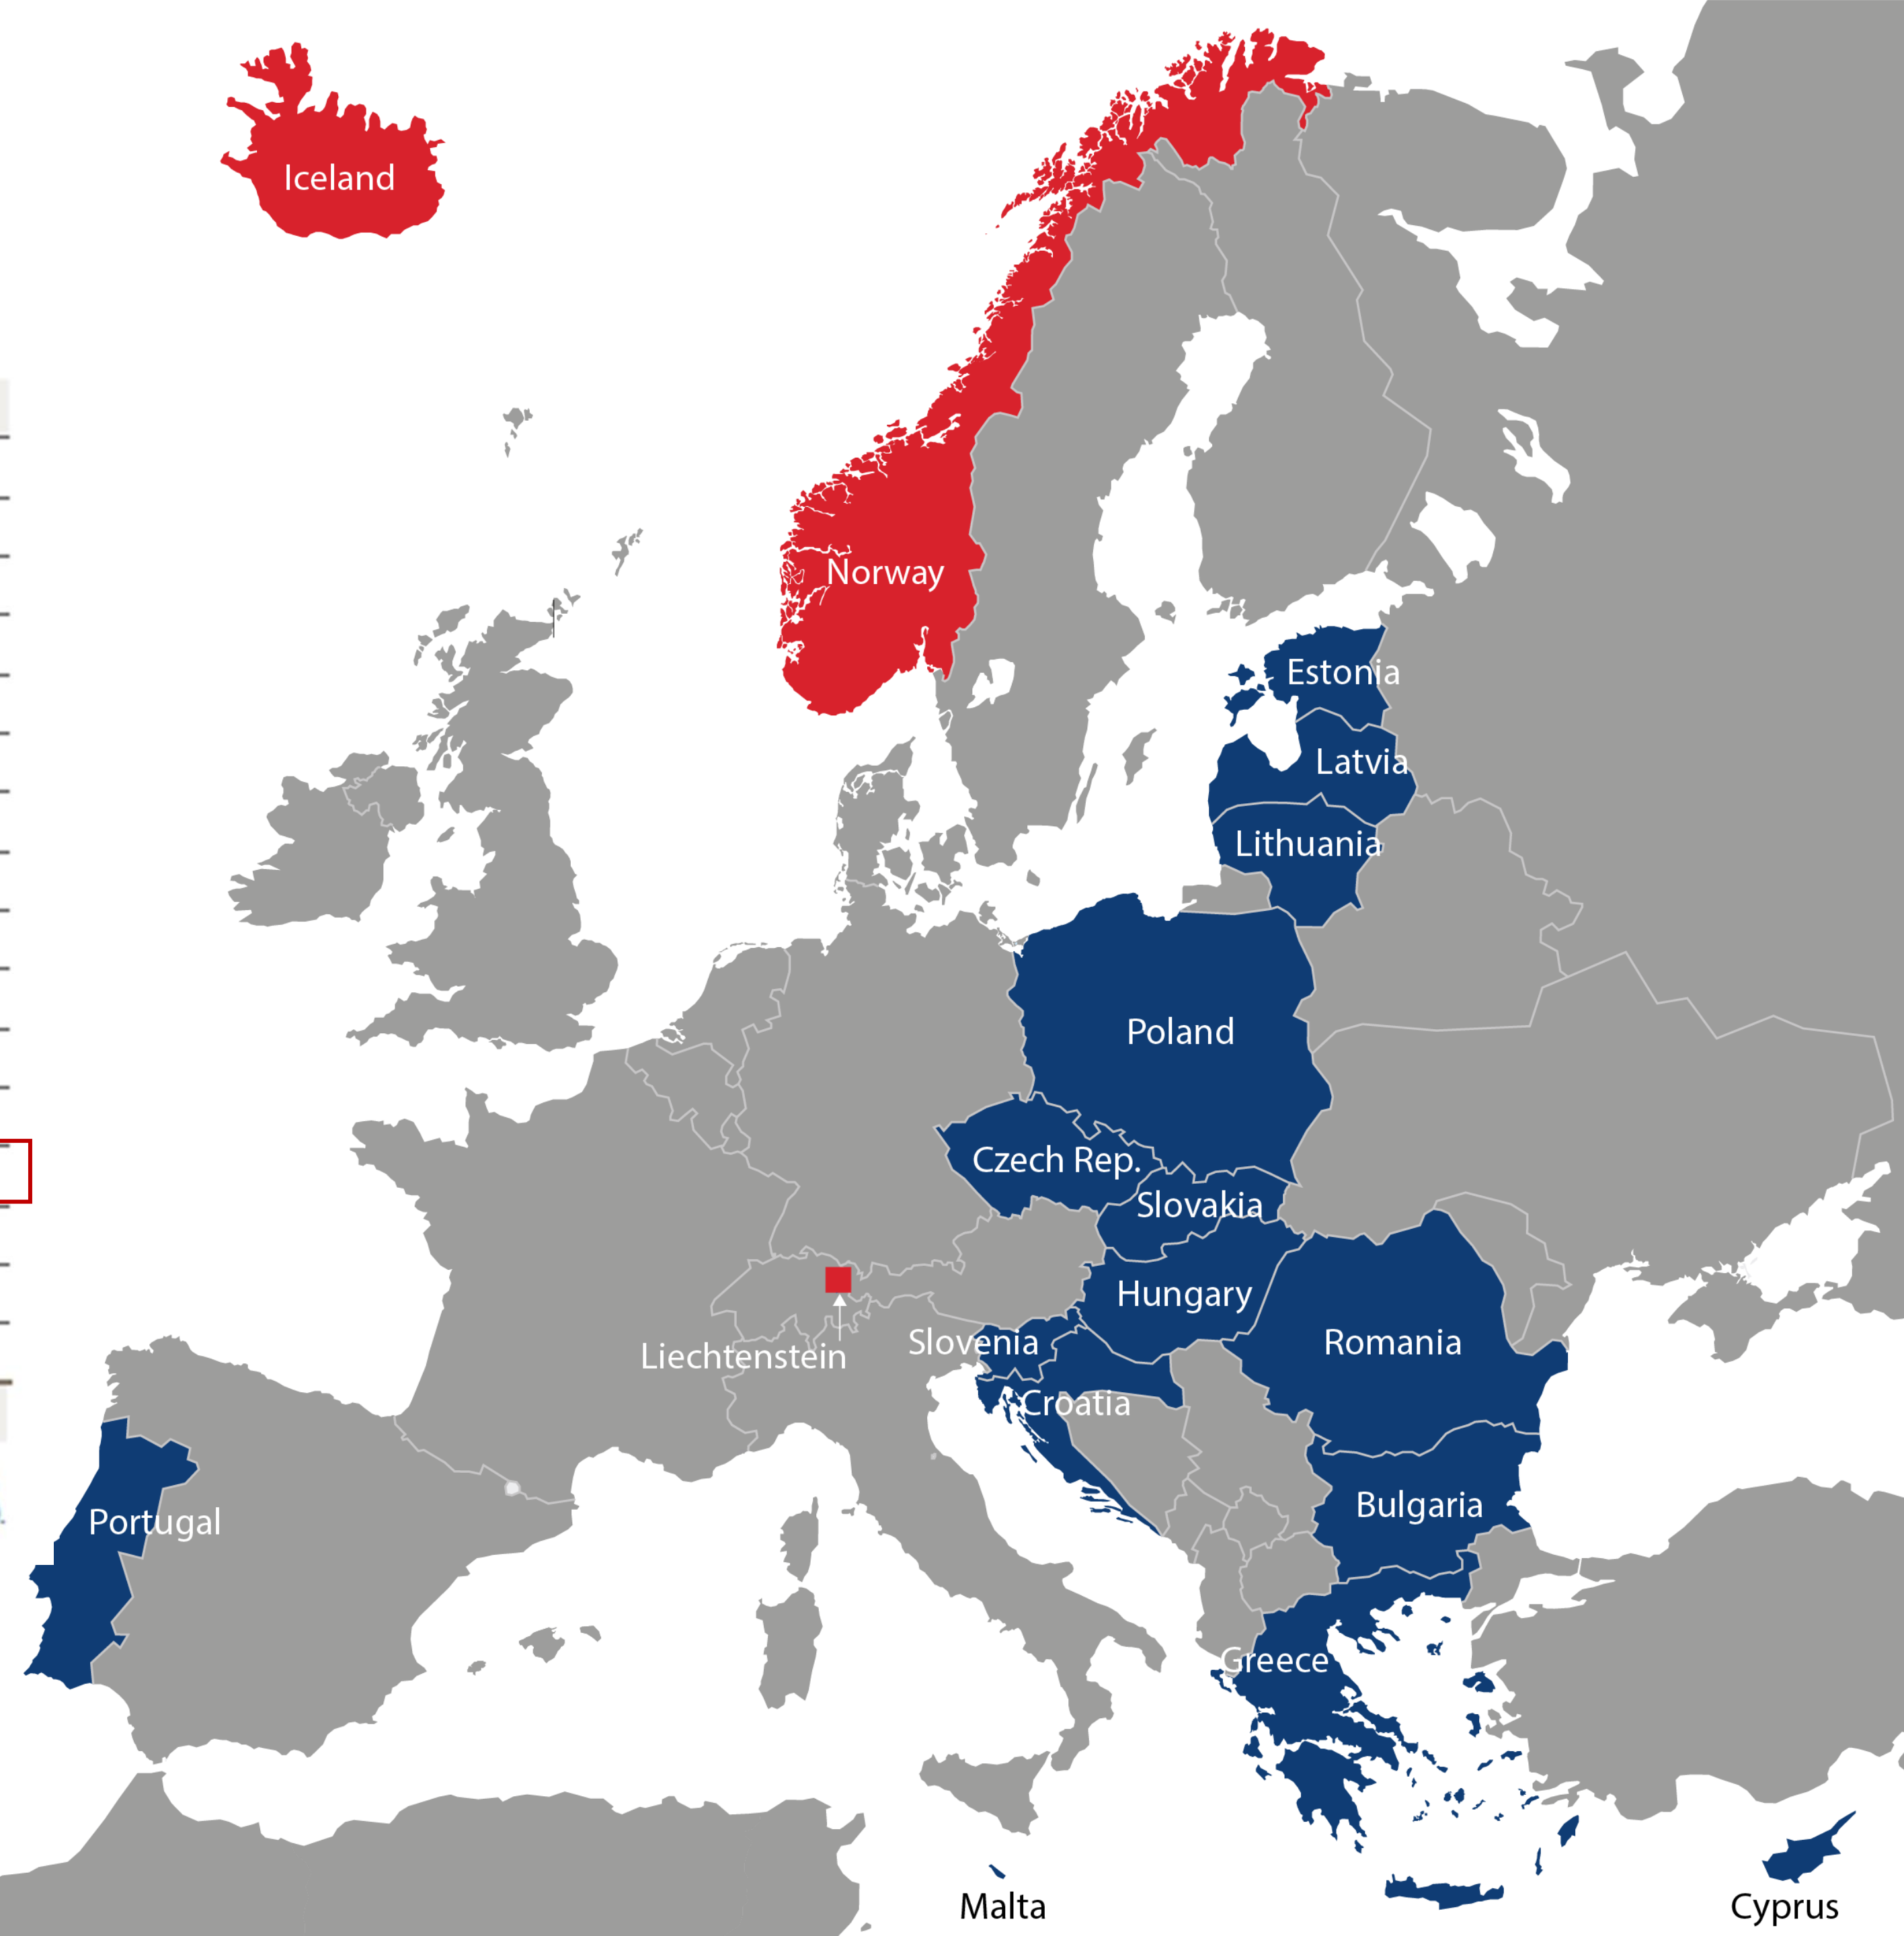 Iceland
Norway
Estonia
Latvia
Lithuania
Poland
Czech Rep.
Slovakia
Hungary
Slovenia
Romania
Liechtenstein
Croatia
Bulgaria
Portugal
Greece
Malta
Cyprus